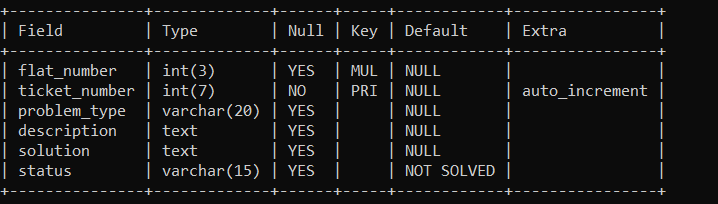 +---------------+-------------+------+-----+------------+----------------+
| Field         | Type        | Null | Key | Default    | Extra          |
+---------------+-------------+------+-----+------------+----------------+
| flat_number   | int(3)      | YES  | MUL | NULL       |                |
| ticket_number | int(7)      | NO   | PRI | NULL       | auto_increment |
| problem_type  | varchar(20) | YES  |     | NULL       |                |
| description   | text        | YES  |     | NULL       |                |
| solution      | text        | YES  |     | NULL       |                |
| status        | varchar(15) | YES  |     | NOT SOLVED |                |
+---------------+-------------+------+-----+------------+----------------+